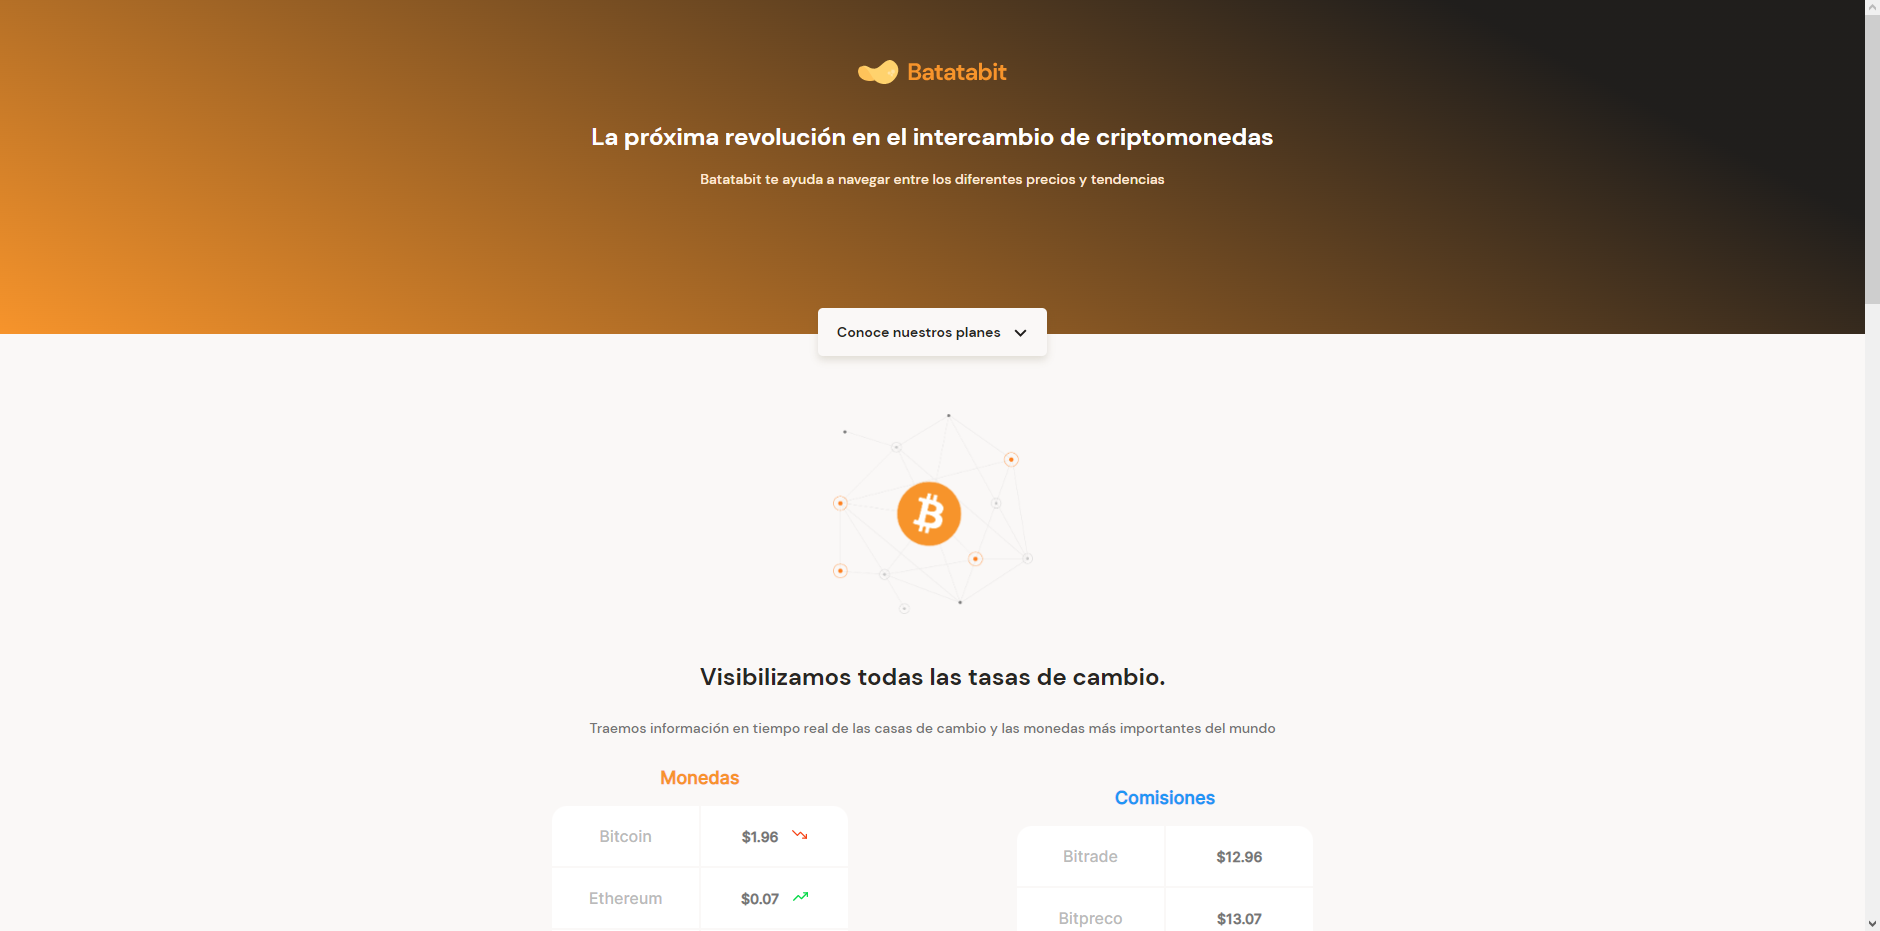 Batatabit
La próxima revolución en el intercambio de criptomonedas
Batatabit te ayuda a navegar entre los diferentes precios y tendencias
Conoce nuestros planes
Visibilizamos todas las tasas de cambio.
Traemos información en tiempo real de las casas de cambio y las monedas más importantes del mundo
Monedas
Bitcoin $1.96
Ethereum $0.07
Comisiones
Bitrade $12.96
Bitpreco $13.07